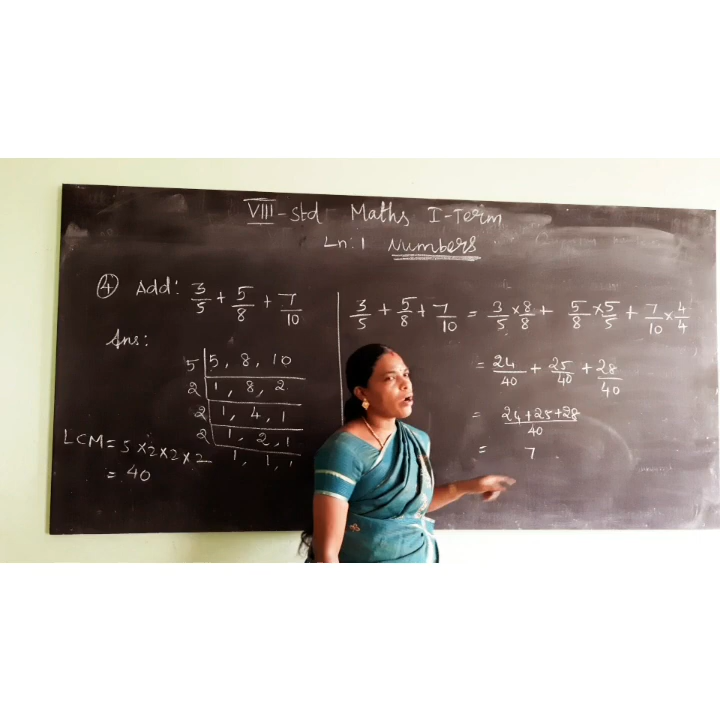 VIII - Std Maths I-Term
Ln: 1 Numbers
④ Add: 3/5 + 5/8 + 7/10
Ans:
5 | 5, 8, 10
2 | 1, 8, 2
2 | 1, 4, 1
2 | 1, 2, 1
1, 1, 1
LCM = 5 × 2 × 2 × 2
= 40
3/5 + 5/8 + 7/10 = 3/5 × 8/8 + 5/8 × 5/5 + 7/10 × 4/4
= 24/40 + 25/40 + 28/40
= 24+25+28/40
= 7